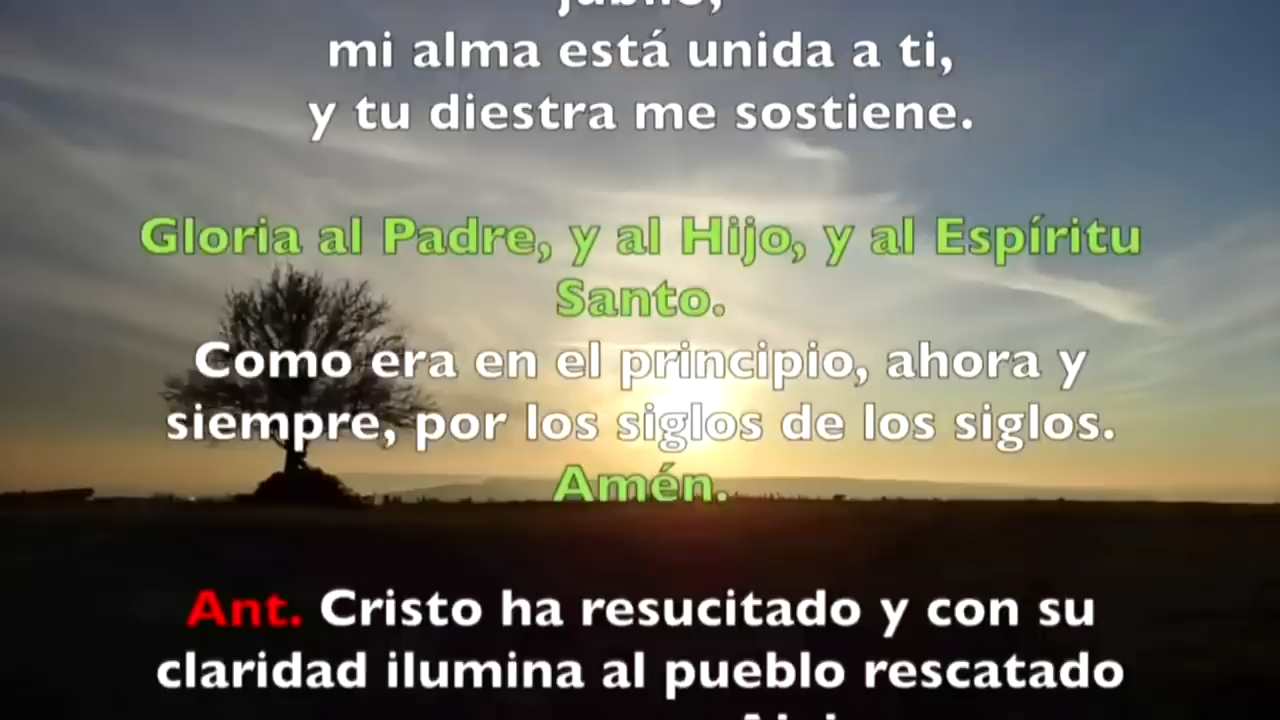 mi alma está unida a ti,
y tu diestra me sostiene.
Gloria al Padre, y al Hijo, y al Espíritu
Santo.
Como era en el principio, ahora y
siempre, por los siglos de los siglos.
Amén.
Ant. Cristo ha resucitado y con su
claridad ilumina al pueblo rescatado